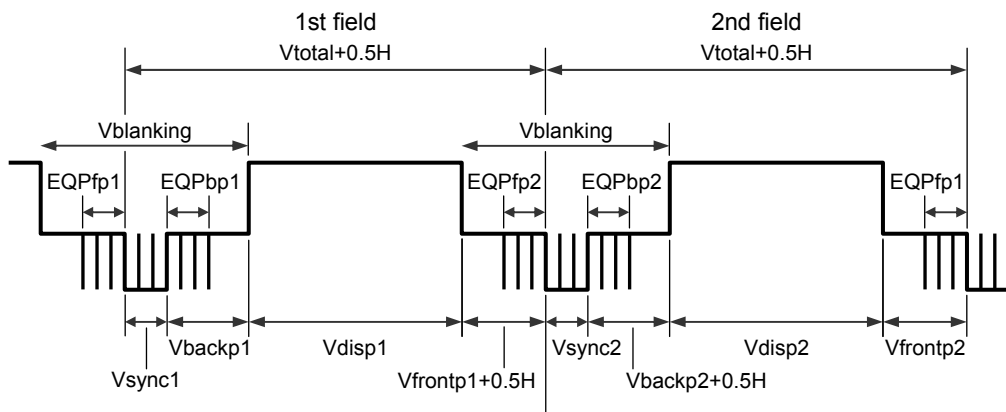 1st field
2nd field
Vtotal+0.5H
Vtotal+0.5H
Vblanking
Vblanking
EQPfp1
EQPbp1
EQPfp2
EQPbp2
EQPfp1
Vbackp1
Vdisp1
Vsync2
Vdisp2
Vfrontp2
Vsync1
Vfrontp1+0.5H
Vbackp2+0.5H